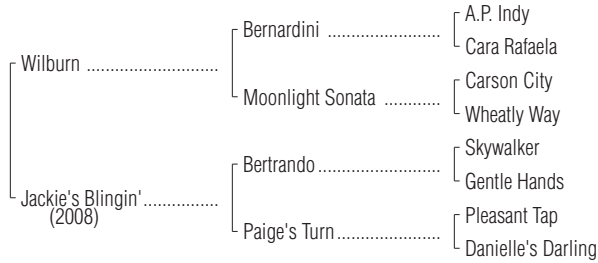 A.P. Indy
Bernardini ......................
Cara Rafaela
Wilburn ..........................
Carson City
Moonlight Sonata ...........
Wheatly Way
Skywalker
Bertrando ........................
Gentle Hands
Jackie's Blingin'...............
(2008)
Pleasant Tap
Paige's Turn.....................
Danielle's Darling